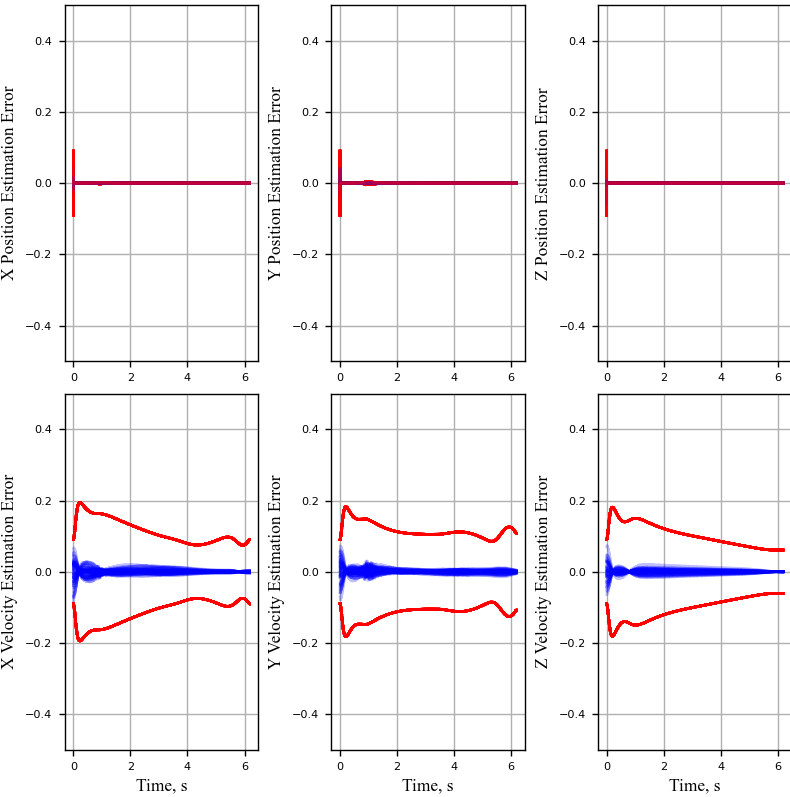 X Position Estimation Error
0.4
0.2
0.0
−0.2
−0.4
0 2 4 6
Y Position Estimation Error
0.4
0.2
0.0
−0.2
−0.4
0 2 4 6
Z Position Estimation Error
0.4
0.2
0.0
−0.2
−0.4
0 2 4 6
X Velocity Estimation Error
0.4
0.2
0.0
−0.2
−0.4
0 2 4 6
Time, s
Y Velocity Estimation Error
0.4
0.2
0.0
−0.2
−0.4
0 2 4 6
Time, s
Z Velocity Estimation Error
0.4
0.2
0.0
−0.2
−0.4
0 2 4 6
Time, s